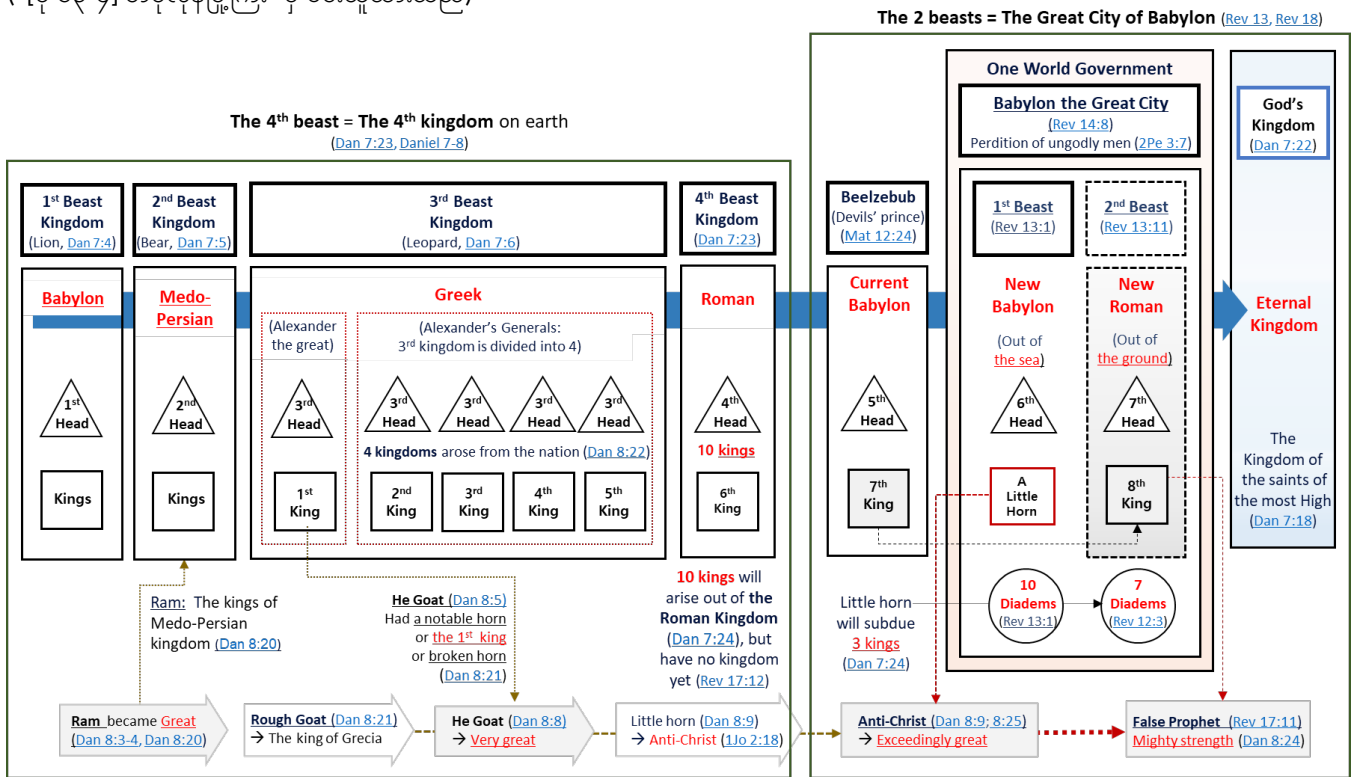 The 2 beasts = The Great City of Babylon (Rev 13, Rev 18)
The 4th beast = The 4th kingdom on earth
(Dan 7:23, Daniel 7-8)
One World Government
Babylon the Great City
(Rev 14:8)
Perdition of ungodly men (2Pe 3:7)
God's
Kingdom
(Dan 7:22)
1st Beast
Kingdom
(Lion, Dan 7:4)
2nd Beast
Kingdom
(Bear, Dan 7:5)
3rd Beast
Kingdom
(Leopard, Dan 7:6)
4th Beast
Kingdom
(Dan 7:23)
Beelzebub
(Devils' prince)
(Mat 12:24)
1st Beast
(Rev 13:1)
2nd Beast
(Rev 13:11)
Babylon
Medo-
Persian
Greek
Roman
Current
Babylon
New
Babylon
New
Roman
Eternal
Kingdom
(Alexander
the great)
(Alexander's Generals:
3rd kingdom is divided into 4)
(Out of
the sea)
(Out of
the ground)
1st
Head
2nd
Head
3rd
Head
3rd
Head
3rd
Head
3rd
Head
3rd
Head
4th
Head
5th
Head
6th
Head
7th
Head
4 kingdoms arose from the nation (Dan 8:22)
10 kings
The
Kingdom of
the saints of
the most High
(Dan 7:18)
Kings
Kings
1st
King
2nd
King
3rd
King
4th
King
5th
King
6th
King
7th
King
A
Little
Horn
8th
King
Ram: The kings of
Medo-Persian
kingdom (Dan 8:20)
He Goat (Dan 8:5)
Had a notable horn
or the 1st king
or broken horn
(Dan 8:21)
10 kings will
arise out of the
Roman Kingdom
(Dan 7:24), but
have no kingdom
yet (Rev 17:12)
Little horn
will subdue
3 kings
(Dan 7:24)
10
Diadems
(Rev 13:1)
7
Diadems
(Rev 12:3)
Ram became Great
(Dan 8:3-4, Dan 8:20)
Rough Goat (Dan 8:21)
→ The king of Grecia
He Goat (Dan 8:8)
→ Very great
Little horn (Dan 8:9)
→ Anti-Christ (1Jo 2:18)
Anti-Christ (Dan 8:9; 8:25)
→ Exceedingly great
False Prophet (Rev 17:11)
Mighty strength (Dan 8:24)